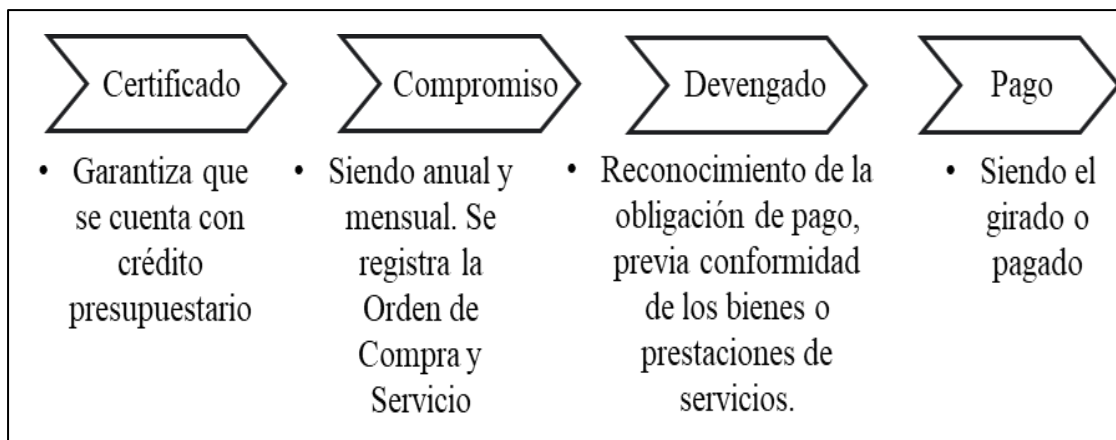 Certificado
• Garantiza que
se cuenta con
crédito
presupuestario
Compromiso
• Siendo anual y
mensual. Se
registra la
Orden de
Compra y
Servicio
Devengado
• Reconocimiento de la
obligación de pago,
previa conformidad
de los bienes o
prestaciones de
servicios.
Pago
• Siendo el
girado o
pagado